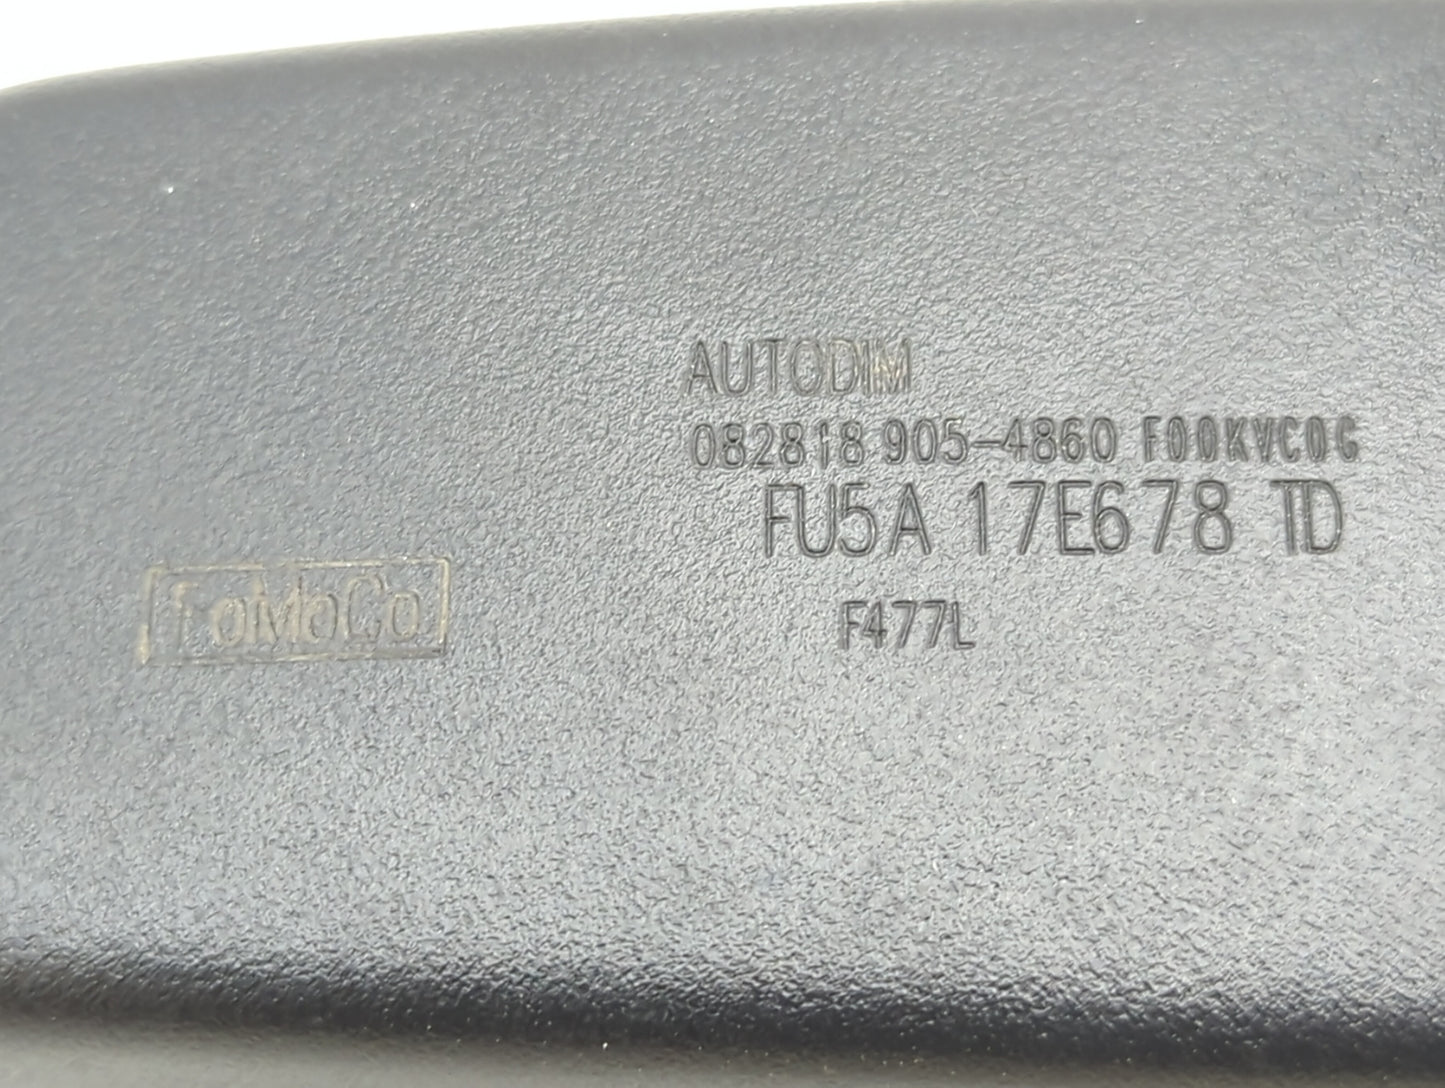 AUTODIM
082818 905-4860 F00KVC0G
FU5A 17E678 TD
F477L
FoMoCo